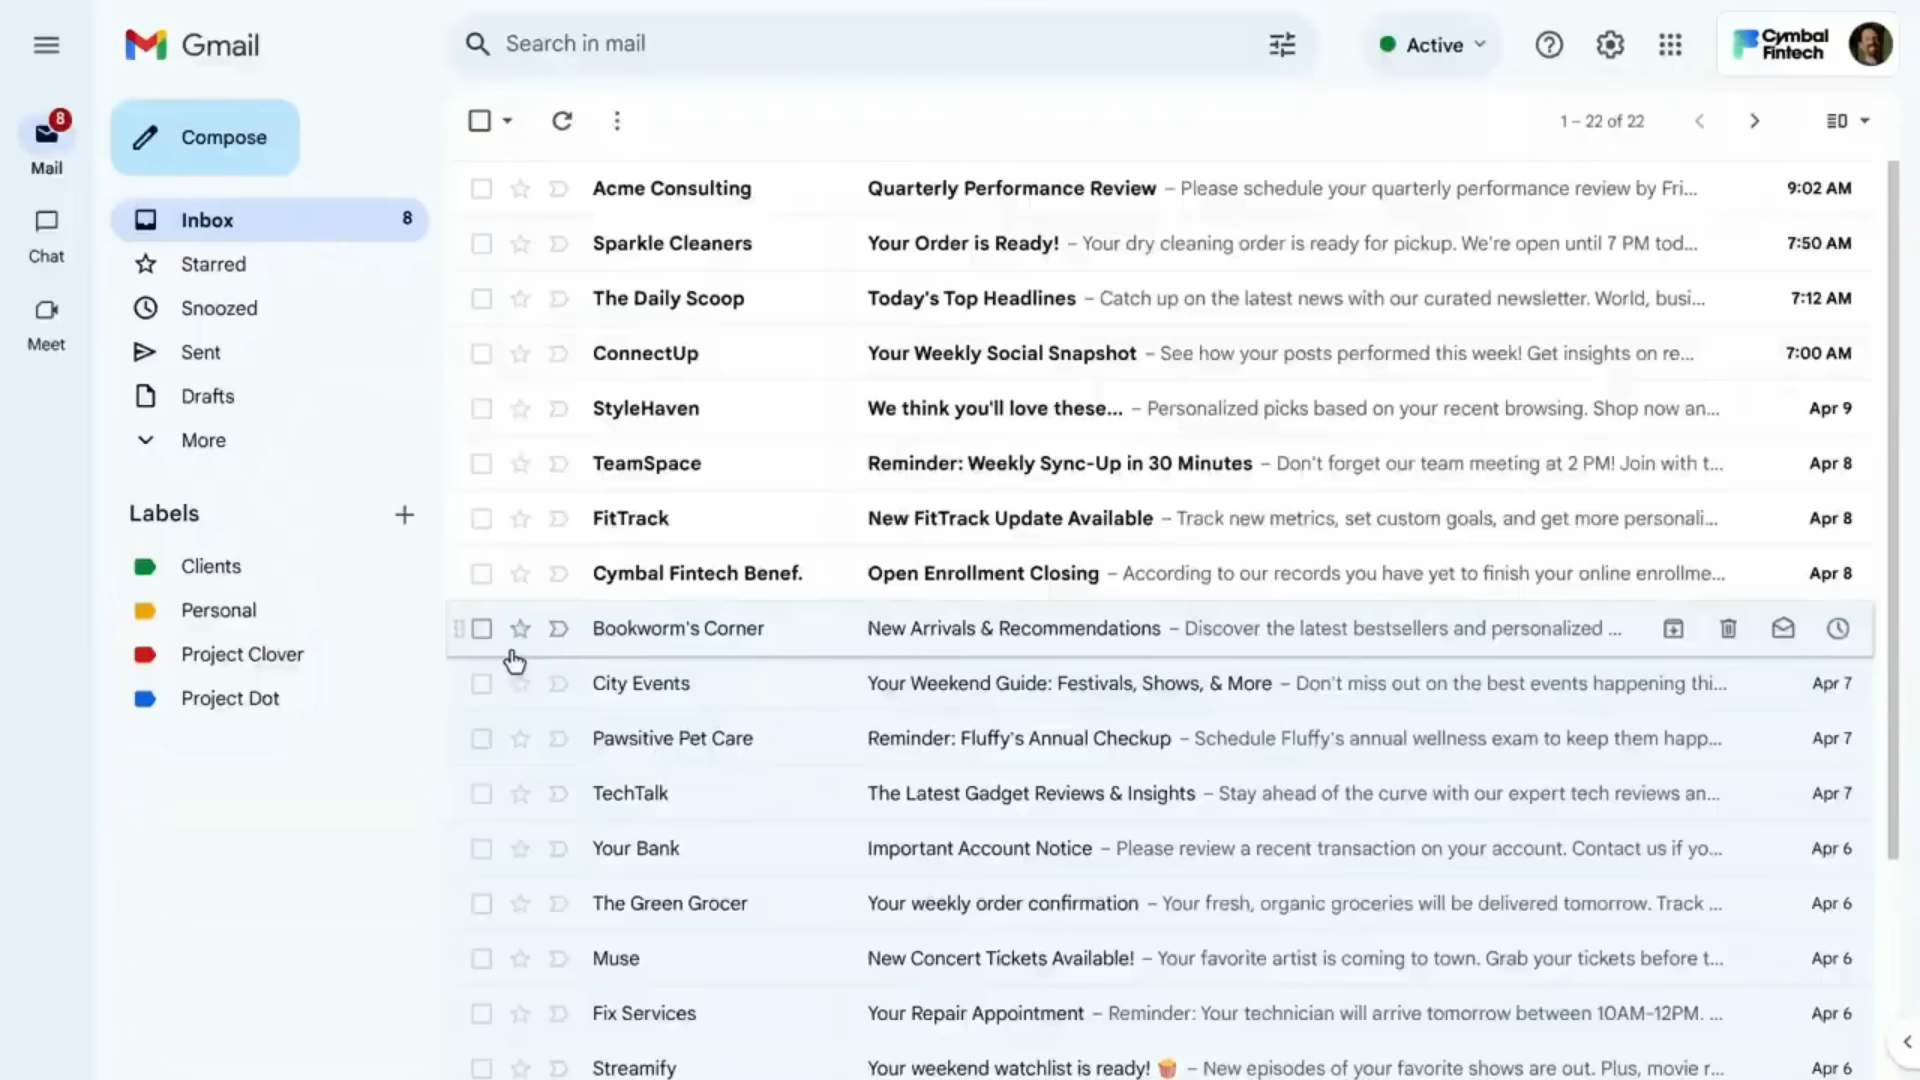 Gmail
Search in mail
Active
Cymbal Fintech
8
Mail
Chat
Meet
Compose
Inbox 8
Starred
Snoozed
Sent
Drafts
More
Labels
Clients
Personal
Project Clover
Project Dot
1 – 22 of 22
Acme Consulting Quarterly Performance Review – Please schedule your quarterly performance review by Fri... 9:02 AM
Sparkle Cleaners Your Order is Ready! – Your dry cleaning order is ready for pickup. We're open until 7 PM tod... 7:50 AM
The Daily Scoop Today's Top Headlines – Catch up on the latest news with our curated newsletter. World, busi... 7:12 AM
ConnectUp Your Weekly Social Snapshot – See how your posts performed this week! Get insights on re... 7:00 AM
StyleHaven We think you'll love these... – Personalized picks based on your recent browsing. Shop now an... Apr 9
TeamSpace Reminder: Weekly Sync-Up in 30 Minutes – Don't forget our team meeting at 2 PM! Join with t... Apr 8
FitTrack New FitTrack Update Available – Track new metrics, set custom goals, and get more personali... Apr 8
Cymbal Fintech Benef. Open Enrollment Closing – According to our records you have yet to finish your online enrollme... Apr 8
Bookworm's Corner New Arrivals & Recommendations – Discover the latest bestsellers and personalized ...
City Events Your Weekend Guide: Festivals, Shows, & More – Don't miss out on the best events happening thi... Apr 7
Pawsitive Pet Care Reminder: Fluffy's Annual Checkup – Schedule Fluffy's annual wellness exam to keep them happ... Apr 7
TechTalk The Latest Gadget Reviews & Insights – Stay ahead of the curve with our expert tech reviews an... Apr 7
Your Bank Important Account Notice – Please review a recent transaction on your account. Contact us if yo... Apr 6
The Green Grocer Your weekly order confirmation – Your fresh, organic groceries will be delivered tomorrow. Track ... Apr 6
Muse New Concert Tickets Available! – Your favorite artist is coming to town. Grab your tickets before t... Apr 6
Fix Services Your Repair Appointment – Reminder: Your technician will arrive tomorrow between 10AM-12PM. ... Apr 6
Streamify Your weekend watchlist is ready! 🍿 – New episodes of your favorite shows are out. Plus, movie r... Apr 6